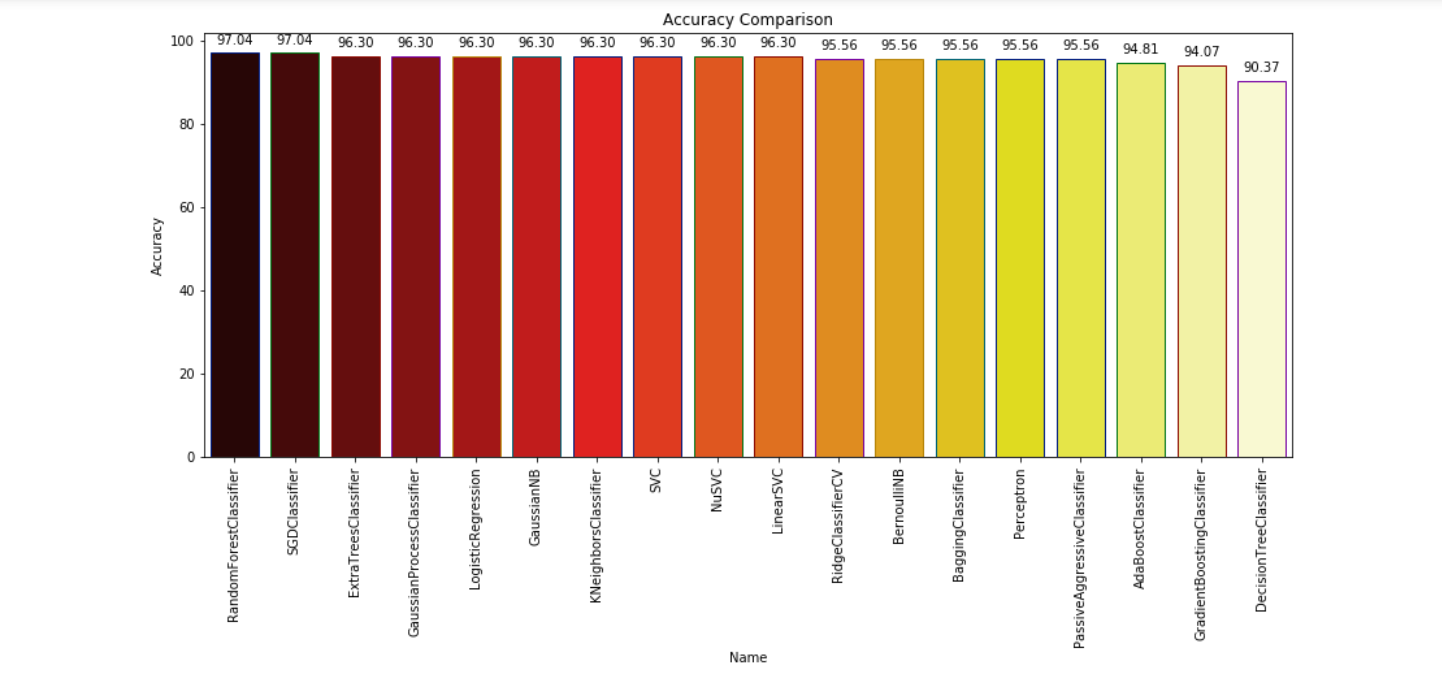 Accuracy Comparison
97.04 97.04 96.30 96.30 96.30 96.30 96.30 96.30 96.30 96.30 95.56 95.56 95.56 95.56 95.56 94.81 94.07 90.37
100
80
60
40
20
0
Accuracy
RandomForestClassifier
SGDClassifier
ExtraTreesClassifier
GaussianProcessClassifier
LogisticRegression
GaussianNB
KNeighborsClassifier
SVC
NuSVC
LinearSVC
RidgeClassifierCV
BernoulliNB
BaggingClassifier
Perceptron
PassiveAggressiveClassifier
AdaBoostClassifier
GradientBoostingClassifier
DecisionTreeClassifier
Name